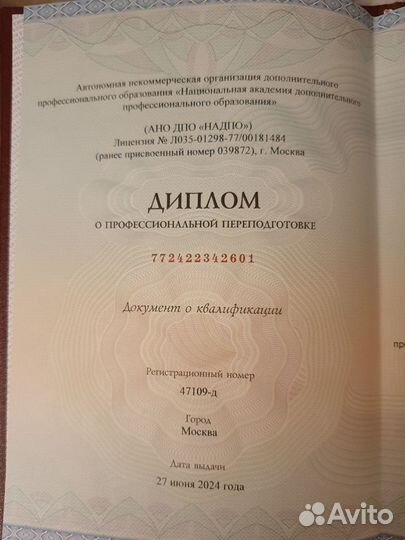 Автономная некоммерческая организация дополнительного
профессионального образования «Национальная академия дополнительного
профессионального образования»
(АНО ДПО «НАДПО»)
Лицензия № Л035-01298-77/00181484
(ранее присвоенный номер 039872), г. Москва
ДИПЛОМ
О ПРОФЕССИОНАЛЬНОЙ ПЕРЕПОДГОТОВКЕ
772422342601
Документ о квалификации
Регистрационный номер
47109-д
Город
Москва
Дата выдачи
27 июня 2024 года
Avito